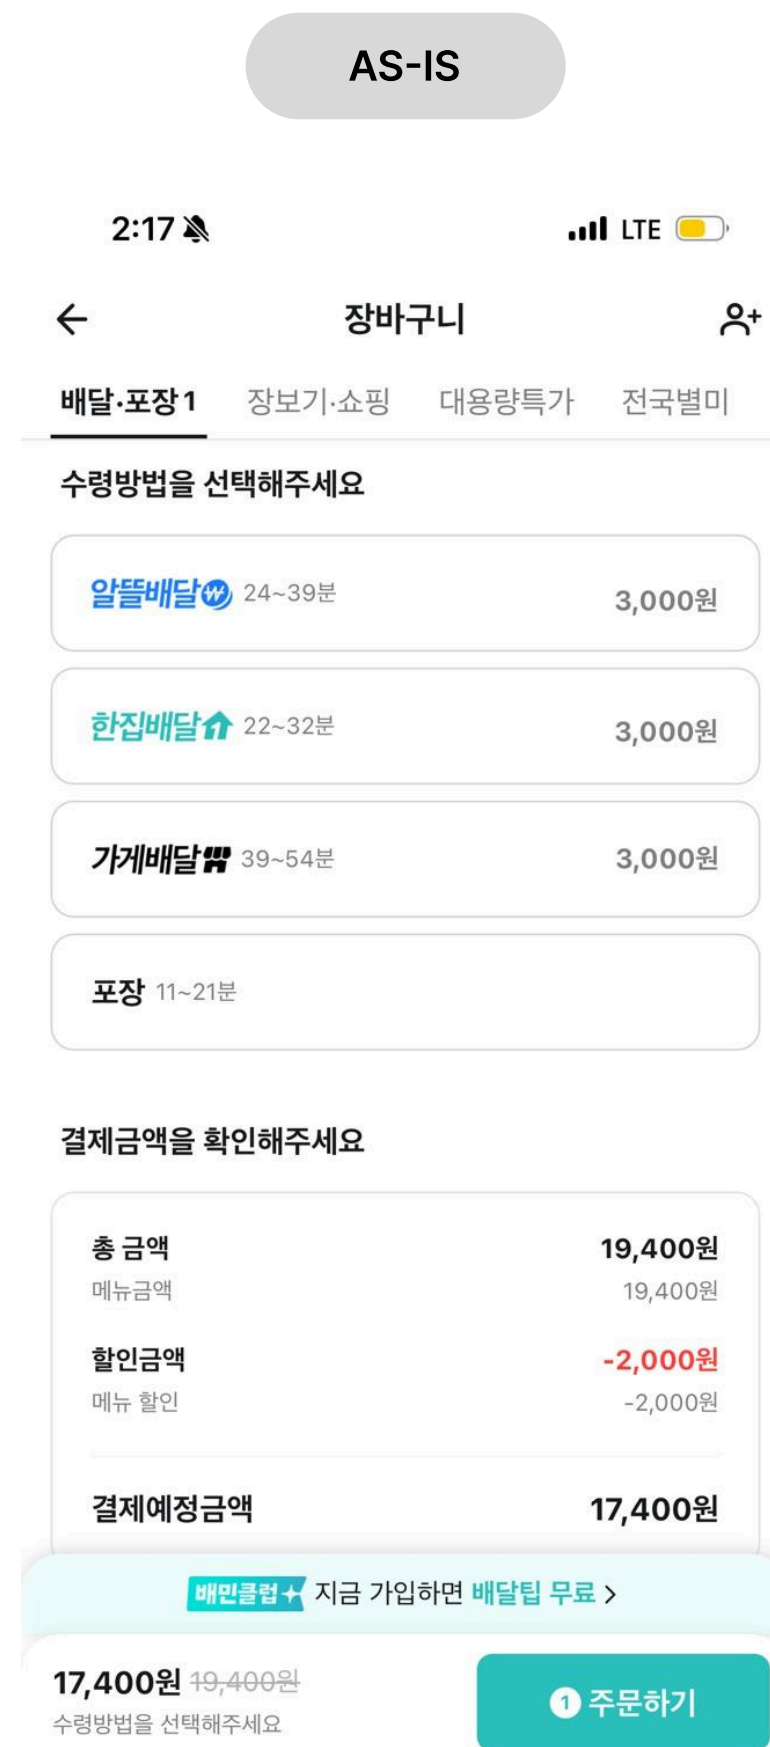 AS-IS
2:17 LTE
장바구니
배달·포장 1 장보기·쇼핑 대용량특가 전국별미
수령방법을 선택해주세요
알뜰배달 24~39분 3,000원
한집배달 22~32분 3,000원
가게배달 39~54분 3,000원
포장 11~21분
결제금액을 확인해주세요
총 금액 19,400원
메뉴금액 19,400원
할인금액 -2,000원
메뉴 할인 -2,000원
결제예정금액 17,400원
배민클럽 지금 가입하면 배달팁 무료 >
17,400원 19,400원
수령방법을 선택해주세요
1 주문하기